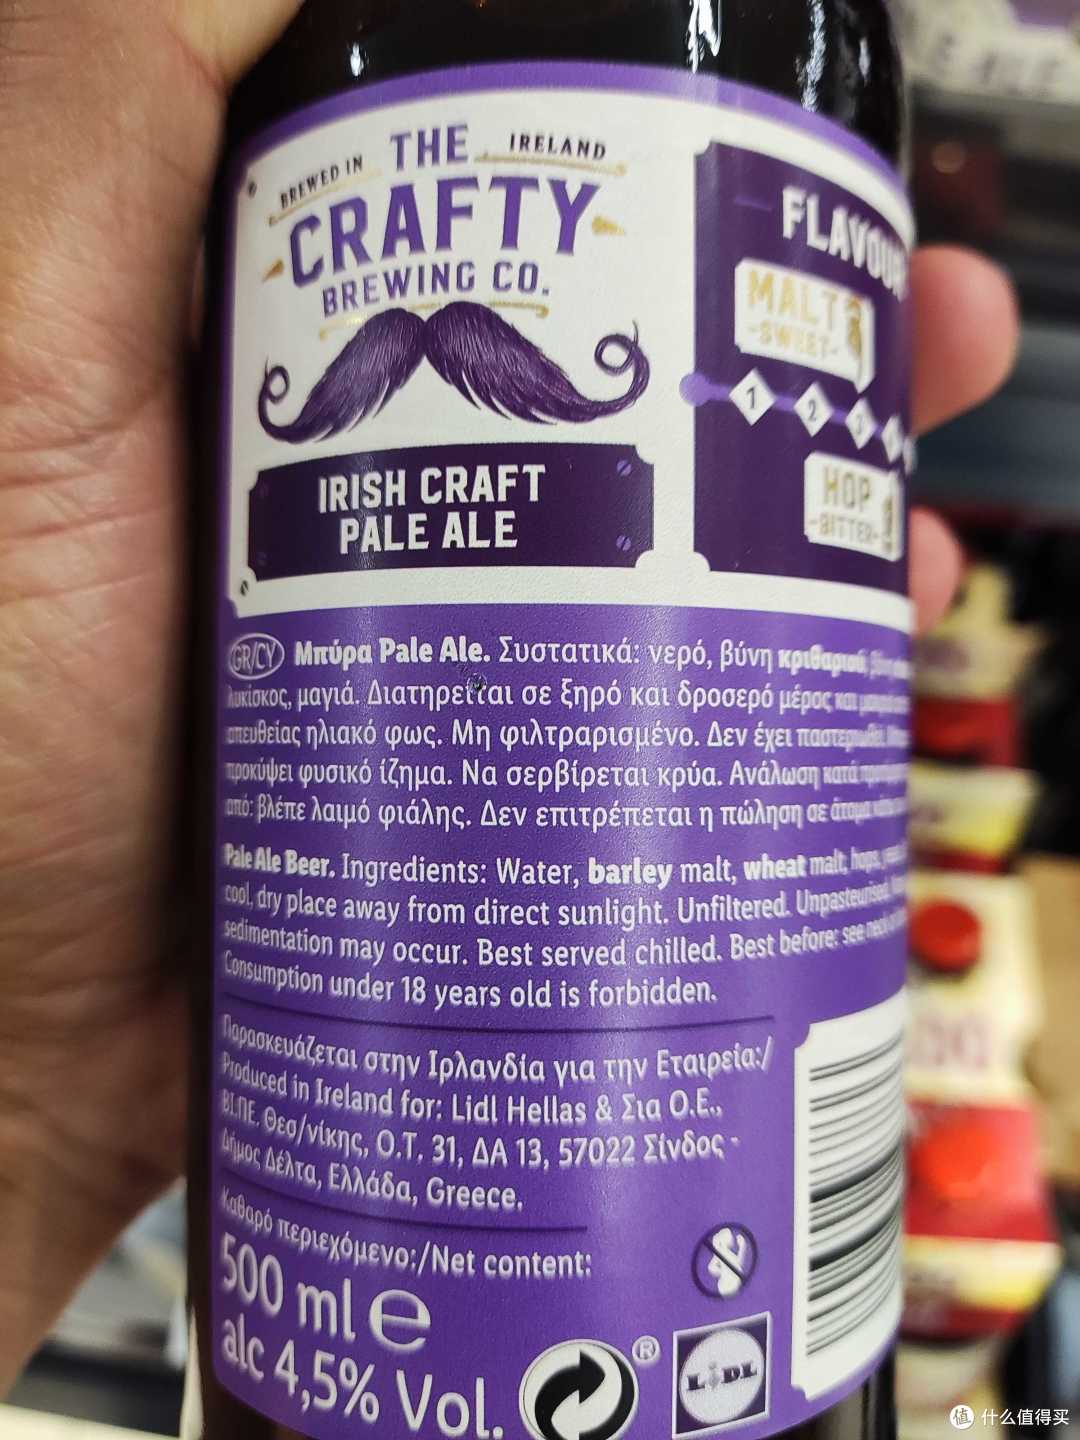 BREWED IN THE IRELAND
CRAFTY
BREWING CO.
IRISH CRAFT
PALE ALE
FLAVOUR
MALT
-SWEET-
1 2 3
HOP
-BITTER-
GR/CY Μπύρα Pale Ale. Συστατικά: νερό, βύνη κριθαριού,
λυκίσκος, μαγιά. Διατηρείται σε ξηρό και δροσερό μέρος και
απευθείας ηλιακό φως. Μη φιλτραρισμένο. Δεν έχει
προκύψει φυσικό ίζημα. Να σερβίρεται κρύα. Ανάλωση κατά
από: βλέπε λαιμό φιάλης. Δεν επιτρέπεται η πώληση σε άτομα
Pale Ale Beer. Ingredients: Water, barley malt, wheat malt, hops,
cool, dry place away from direct sunlight. Unfiltered. Unpasteurised.
sedimentation may occur. Best served chilled. Best before: see neck
Consumption under 18 years old is forbidden.
Παρασκευάζεται στην Ιρλανδία για την Εταιρεία:/
Produced in Ireland for: Lidl Hellas & Σια Ο.Ε.,
ΒΙ.ΠΕ. Θεσ/νίκης, Ο.Τ. 31, ΔΑ 13, 57022 Σίνδος -
Δήμος Δέλτα, Ελλάδα, Greece.
Καθαρό περιεχόμενο:/Net content:
500 ml e
alc 4,5% Vol.
®
LIDL
值 什么值得买